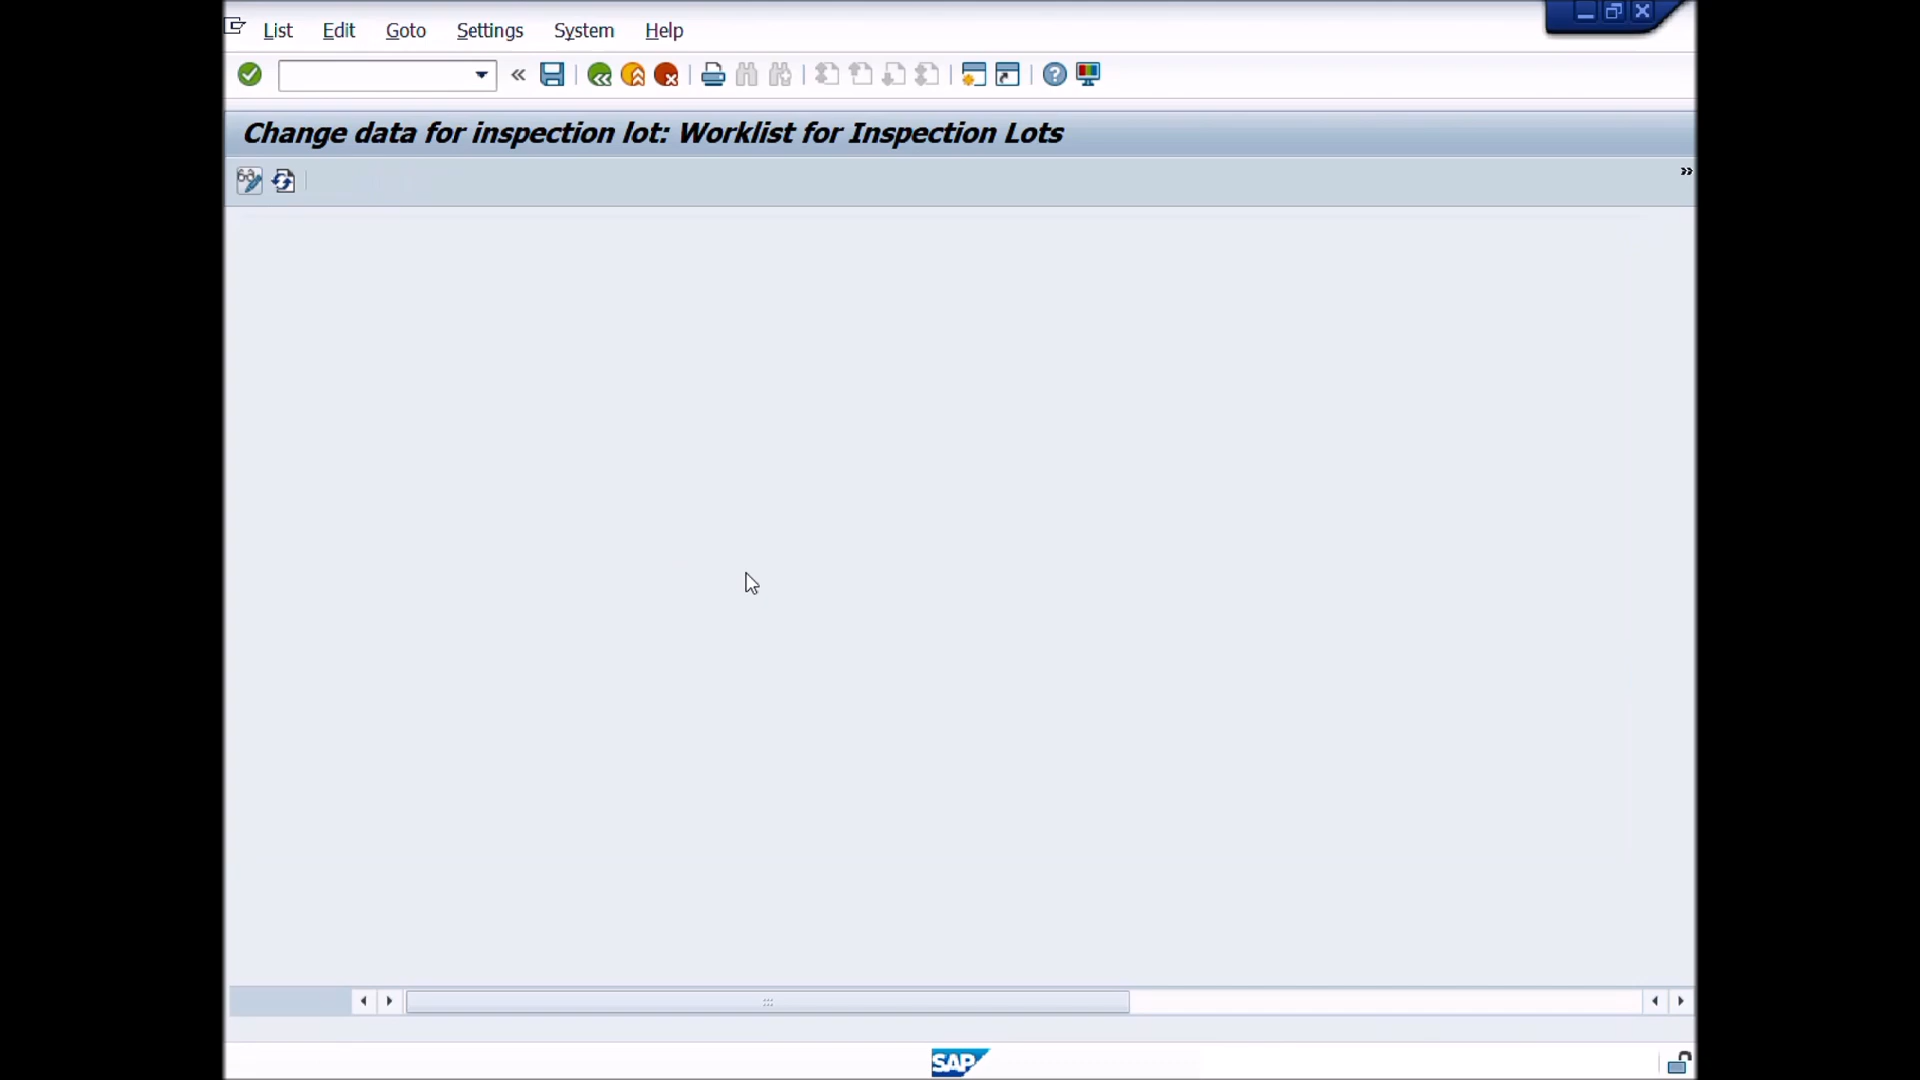 List Edit Goto Settings System Help
Change data for inspection lot: Worklist for Inspection Lots
SAP